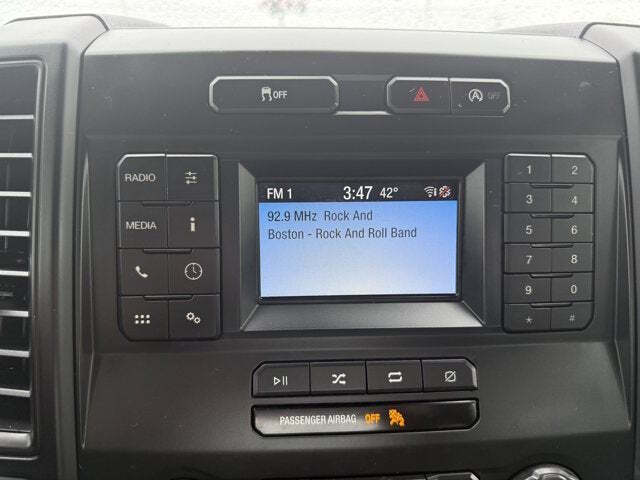 OFF
A OFF
RADIO
MEDIA
i
FM 1 3:47 42°
92.9 MHz Rock And
Boston - Rock And Roll Band
1 2
3 4
5 6
7 8
9 0
* #
PASSENGER AIRBAG OFF